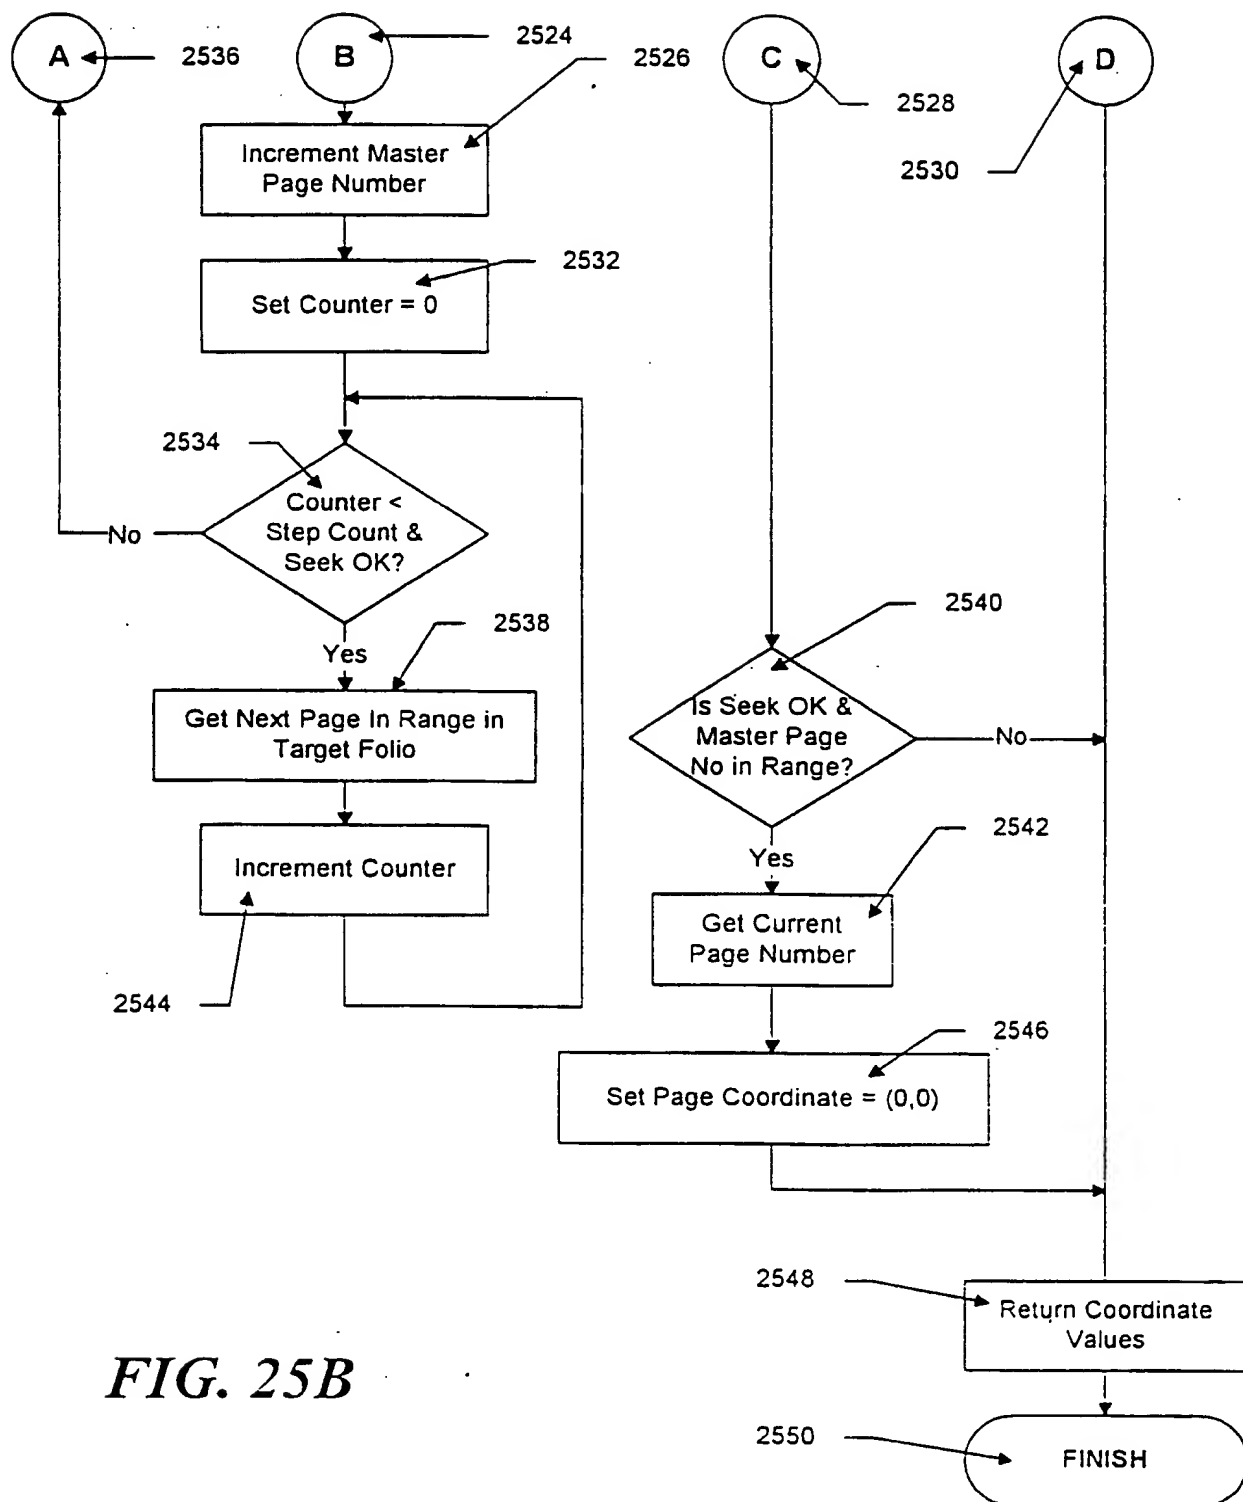 A
2536
B
2524
2526
C
2528
D
2530
Increment Master
Page Number
2532
Set Counter = 0
2534
Counter <
Step Count &
Seek OK?
No
Yes
2538
Get Next Page In Range in
Target Folio
Increment Counter
2544
2540
Is Seek OK &
Master Page
No in Range?
No
Yes
2542
Get Current
Page Number
2546
Set Page Coordinate = (0,0)
2548
Return Coordinate
Values
2550
FINISH
FIG. 25B